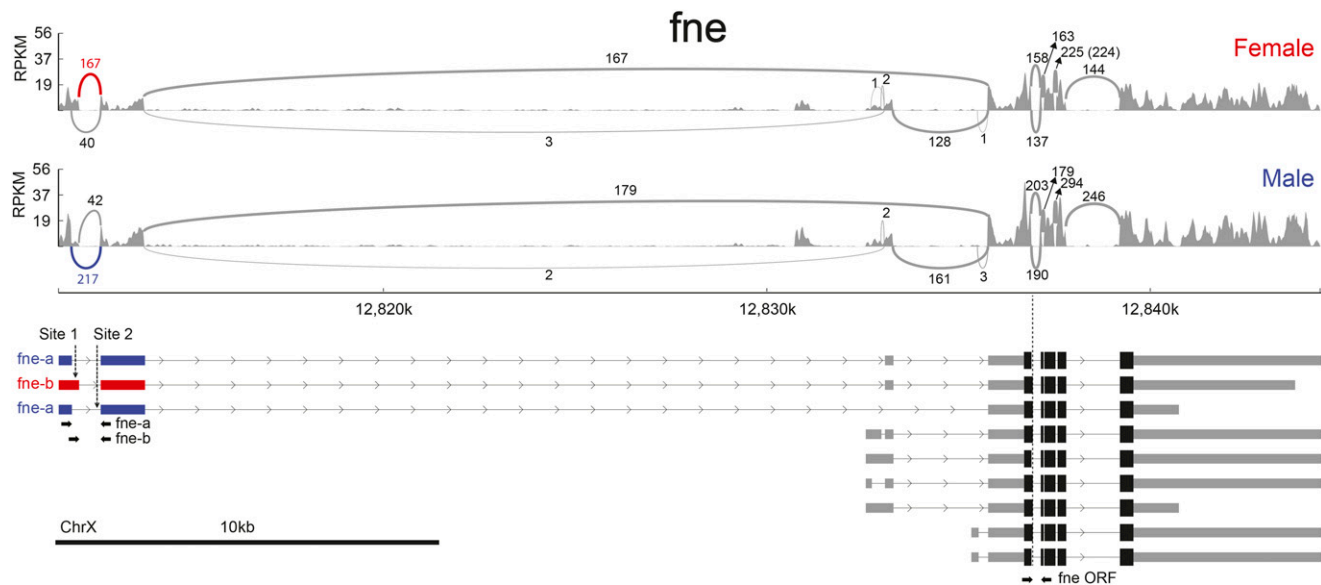 fne
Female
RPKM
56
37
19
167
40
167
3
1
2
128
1
158
163
225 (224)
137
144
Male
RPKM
56
37
19
42
217
179
2
2
161
3
203
179
294
190
246
12,820k
12,830k
12,840k
Site 1
Site 2
fne-a
fne-b
fne-a
fne-a
fne-b
ChrX
10kb
fne ORF